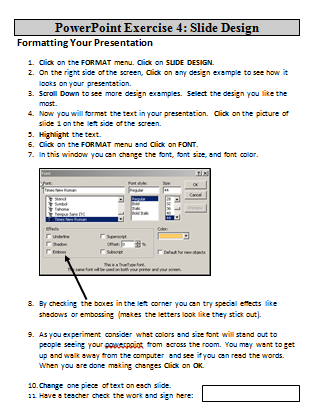 PowerPoint Exercise 4: Slide Design
Formatting Your Presentation
1. Click on the FORMAT menu. Click on SLIDE DESIGN.
2. On the right side of the screen, Click on any design example to see how it
looks on your presentation.
3. Scroll Down to see more design examples. Select the design you like the
most.
4. Now you will format the text in your presentation. Click on the picture of
slide 1 on the left side of the screen.
5. Highlight the text.
6. Click on the FORMAT menu and Click on FONT.
7. In this window you can change the font, font size, and font color.
Font
Font: Font style: Size:
Times New Roman Regular 44 OK
Stencil Regular Cancel
Symbol Bold
Tahoma Italic Preview
Tempus Sans ITC Bold Italic
Times New Roman
Effects Color:
Underline Superscript
Shadow Offset: 0 %
Emboss Subscript Default for new objects
This is a TrueType font.
same font will be used on both your printer and your screen.
8. By checking the boxes in the left corner you can try special effects like
shadows or embossing (makes the letters look like they stick out).
9. As you experiment consider what colors and size font will stand out to
people seeing your powerpoint from across the room. You may want to get
up and walk away from the computer and see if you can read the words.
When you are done making changes Click on OK.
10. Change one piece of text on each slide.
11. Have a teacher check the work and sign here: